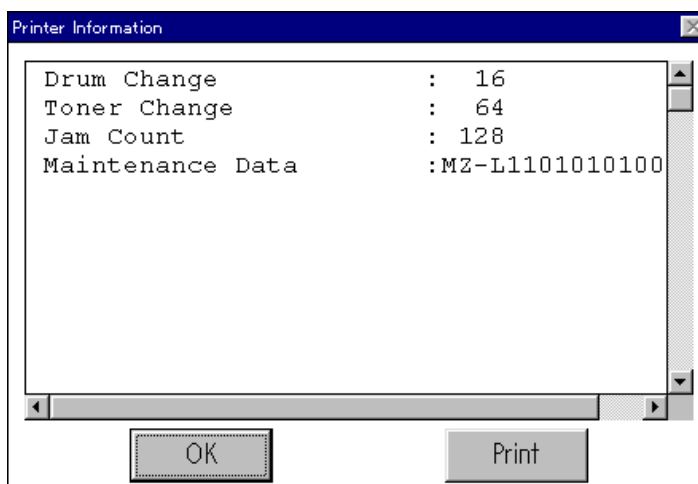 Printer Information
Drum Change : 16
Toner Change : 64
Jam Count : 128
Maintenance Data :MZ-L1101010100
OK Print